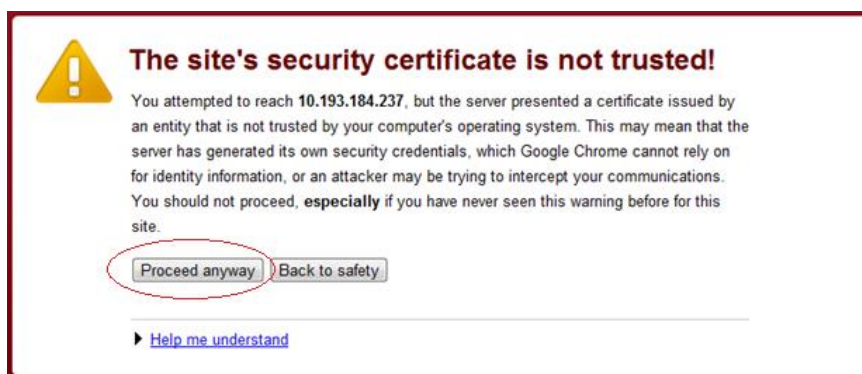 The site's security certificate is not trusted!
You attempted to reach 10.193.184.237, but the server presented a certificate issued by
an entity that is not trusted by your computer's operating system. This may mean that the
server has generated its own security credentials, which Google Chrome cannot rely on
for identity information, or an attacker may be trying to intercept your communications.
You should not proceed, especially if you have never seen this warning before for this
site.
Proceed anyway Back to safety
Help me understand